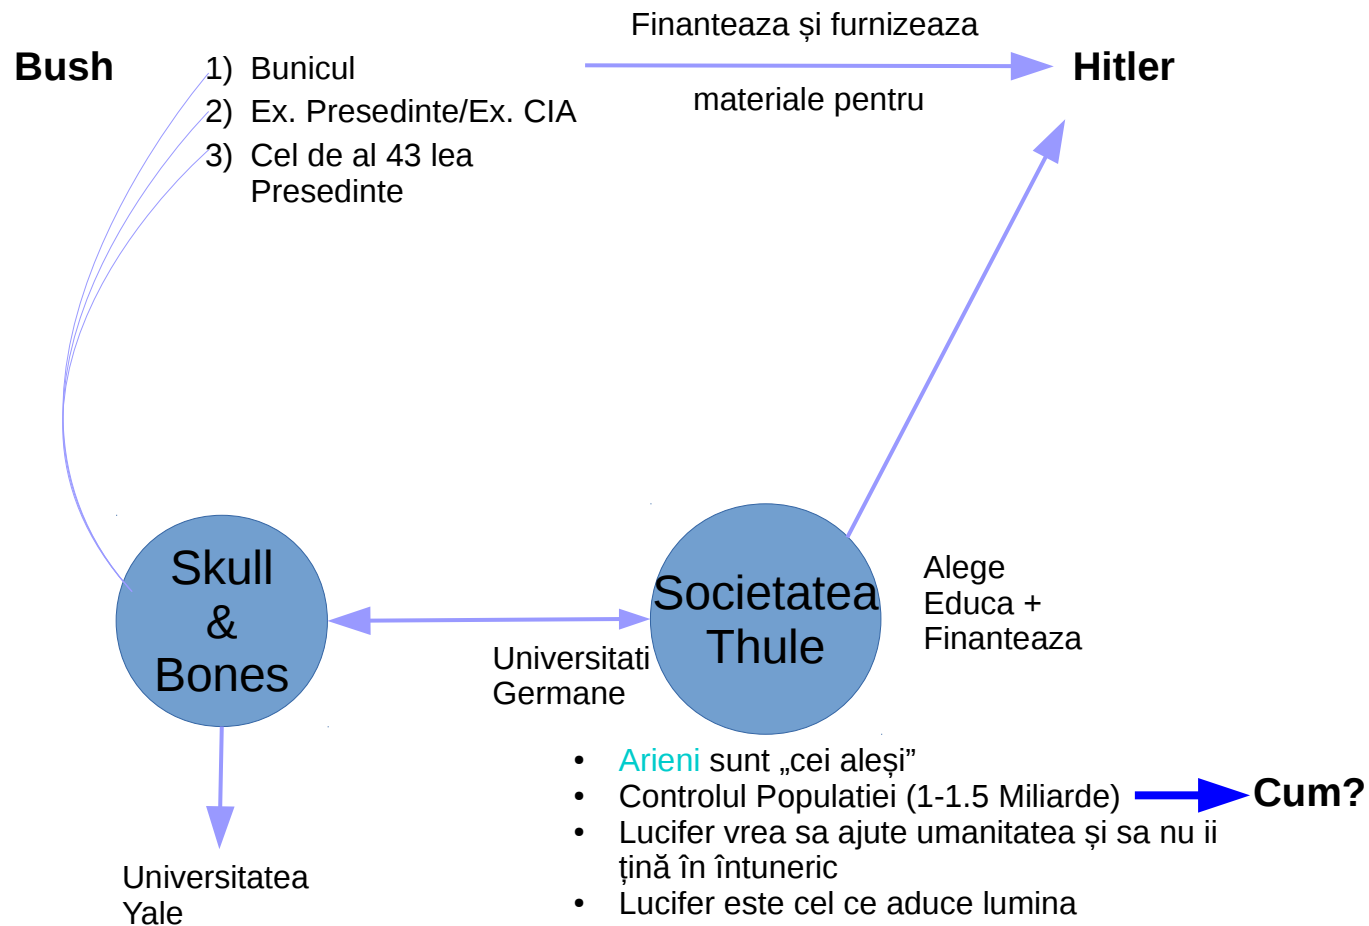 Finanteaza și furnizeaza
Bush
1) Bunicul
Hitler
materiale pentru
2) Ex. Presedinte/Ex. CIA
3) Cel de al 43 lea
Presedinte
Skull
&
Bones
Societatea
Thule
Alege
Educa +
Finanteaza
Universitati
Germane
• Arieni sunt „cei aleși”
• Controlul Populatiei (1-1.5 Miliarde)
Cum?
• Lucifer vrea sa ajute umanitatea și sa nu ii
țină în întuneric
• Lucifer este cel ce aduce lumina
Universitatea
Yale